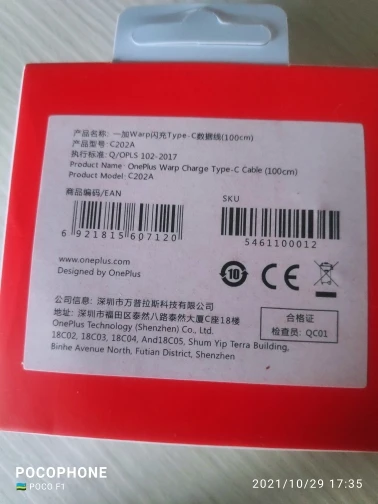 产品名称: 一加Warp闪充Type-C数据线(100cm)
产品型号: C202A
执行标准: Q/OPLS 102-2017
Product Name: OnePlus Warp Charge Type-C Cable (100cm)
Product Model: C202A
商品编码/EAN
SKU
6 921815 607120
5461100012
www.oneplus.com
Designed by OnePlus
10
CE
公司信息: 深圳市万普拉斯科技有限公司
地址: 深圳市福田区泰然八路泰然大厦C座18楼
OnePlus Technology (Shenzhen) Co., Ltd.
18C02, 18C03, 18C04, And18C05, Shum Yip Terra Building,
Binhe Avenue North, Futian District, Shenzhen
合格证
检查员: QC01
POCOPHONE
POCO F1
2021/10/29 17:35